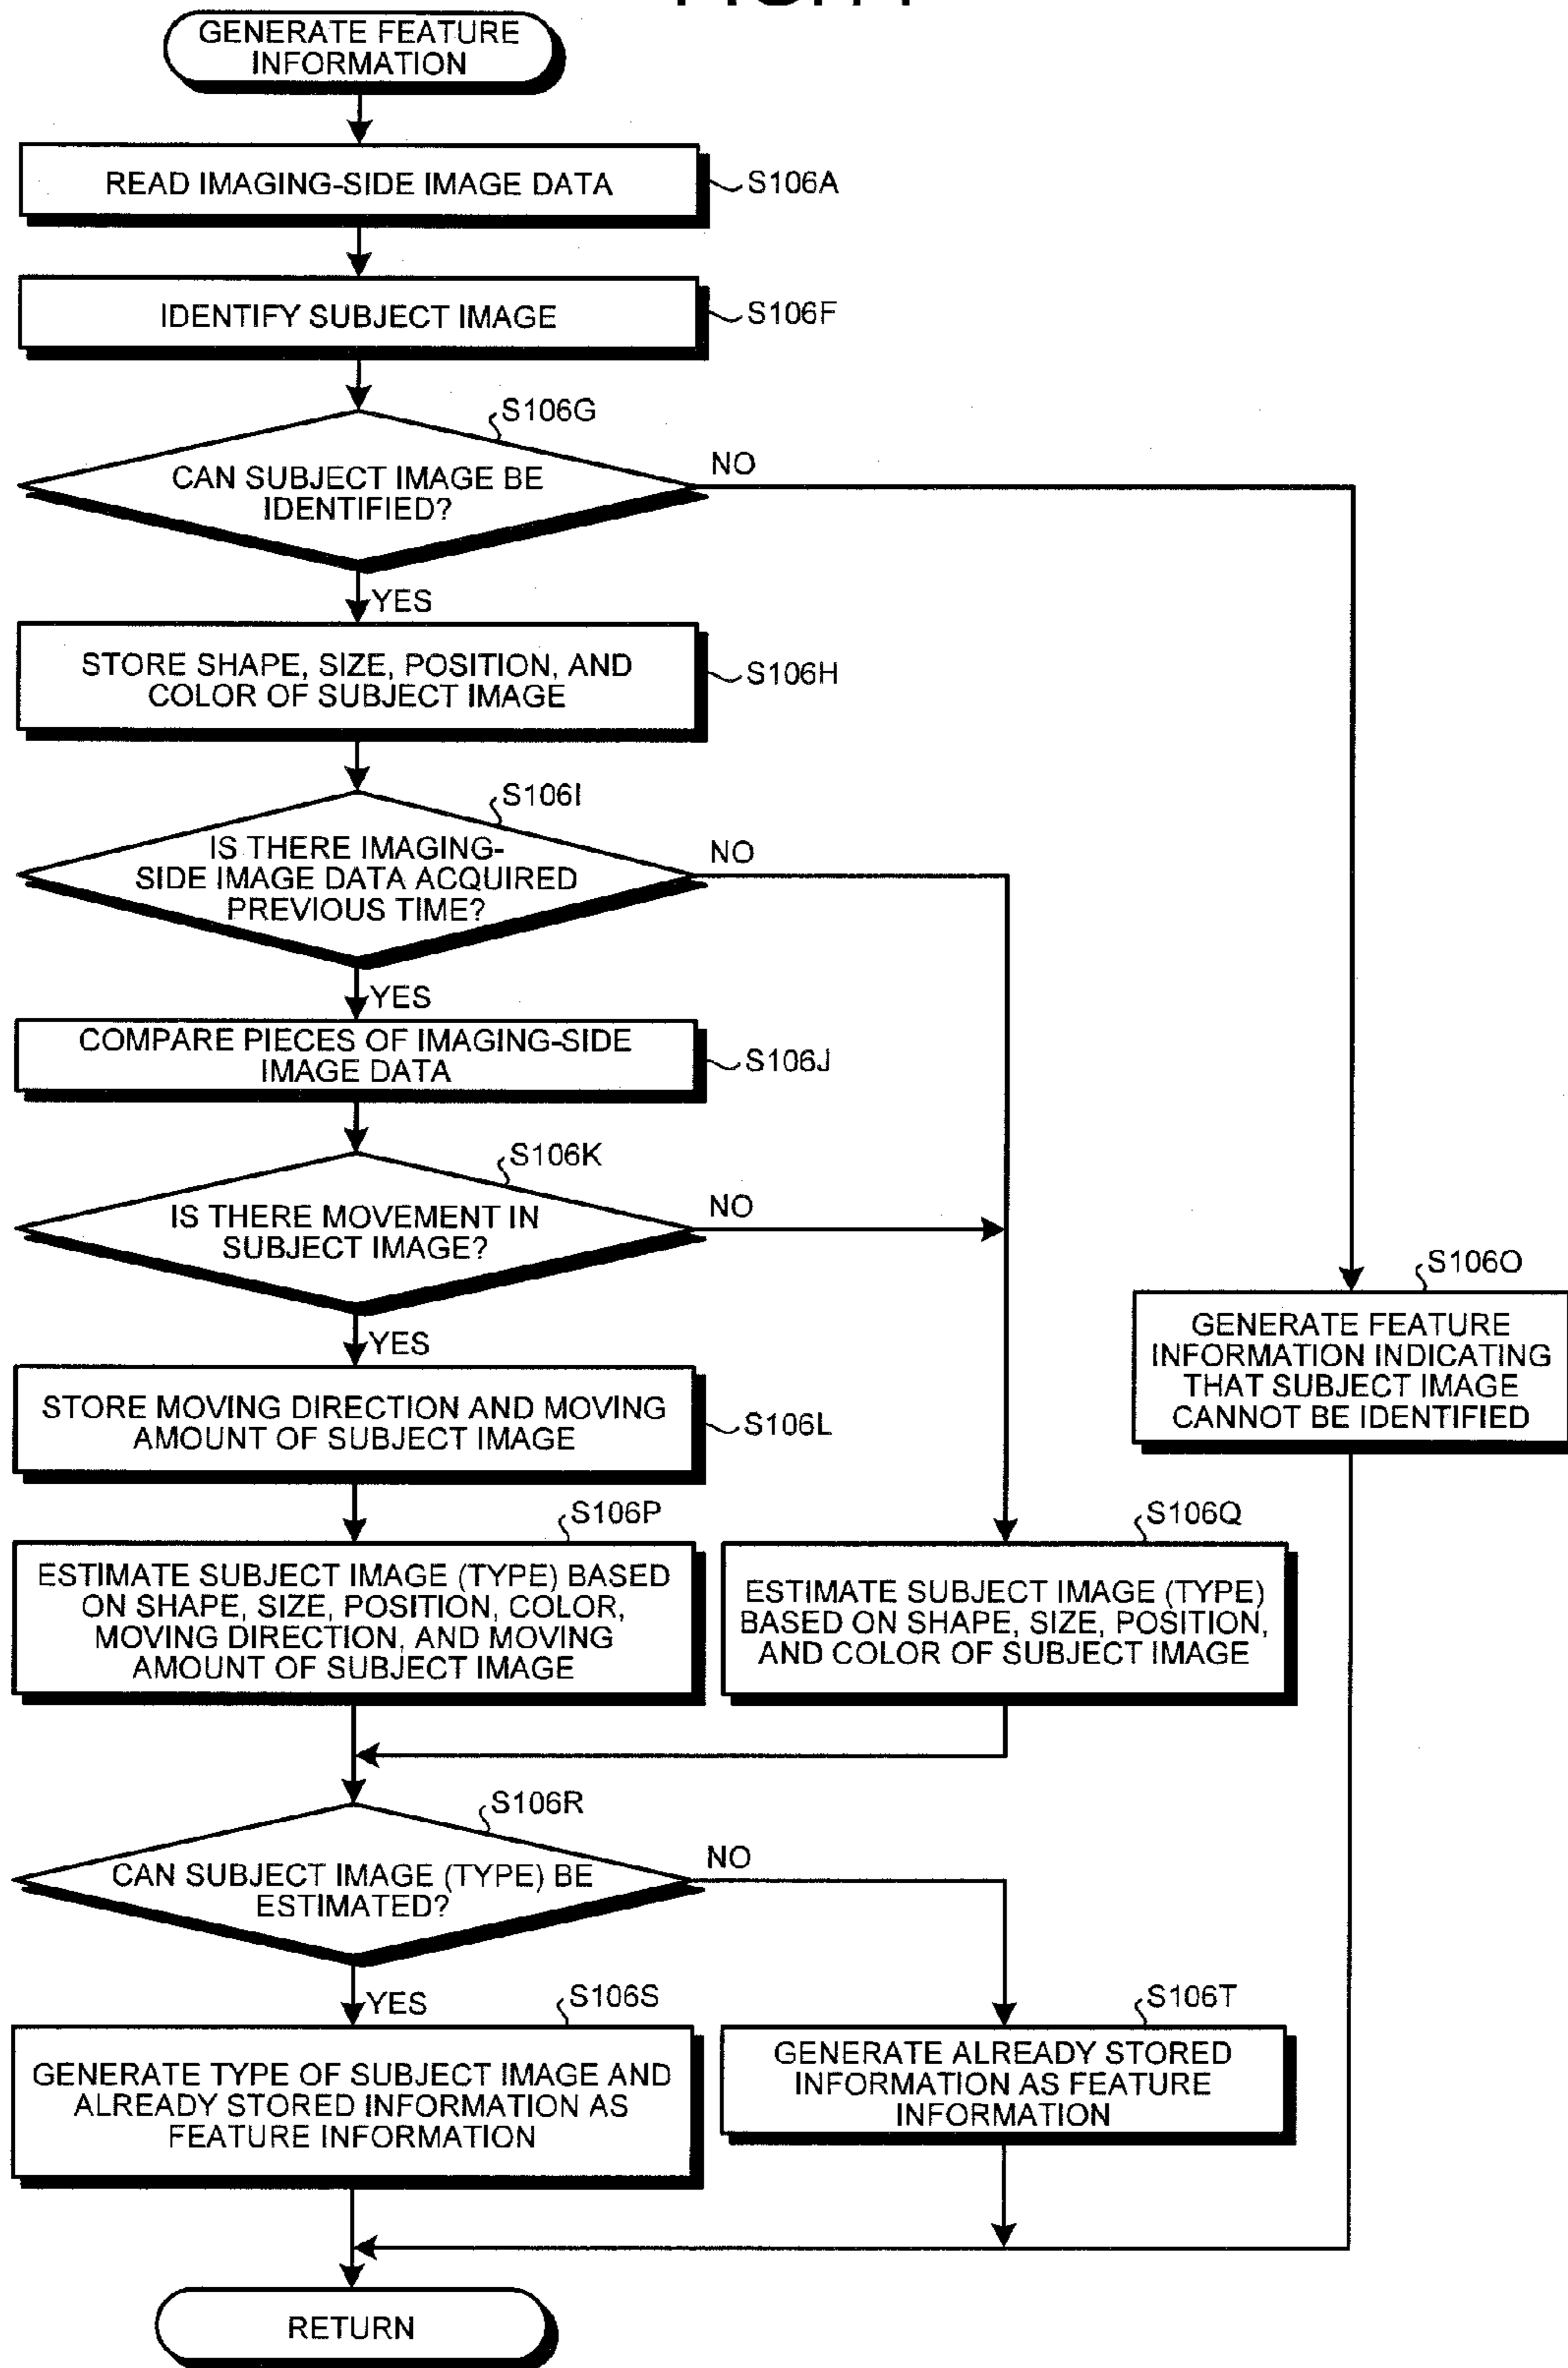 GENERATE FEATURE
INFORMATION
READ IMAGING-SIDE IMAGE DATA
S106A
IDENTIFY SUBJECT IMAGE
S106F
S106G
CAN SUBJECT IMAGE BE
IDENTIFIED?
NO
YES
STORE SHAPE, SIZE, POSITION, AND
COLOR OF SUBJECT IMAGE
S106H
S106I
IS THERE IMAGING-
SIDE IMAGE DATA ACQUIRED
PREVIOUS TIME?
NO
YES
COMPARE PIECES OF IMAGING-SIDE
IMAGE DATA
S106J
S106K
IS THERE MOVEMENT IN
SUBJECT IMAGE?
NO
YES
S106O
GENERATE FEATURE
INFORMATION INDICATING
THAT SUBJECT IMAGE
CANNOT BE IDENTIFIED
STORE MOVING DIRECTION AND MOVING
AMOUNT OF SUBJECT IMAGE
S106L
S106P
ESTIMATE SUBJECT IMAGE (TYPE) BASED
ON SHAPE, SIZE, POSITION, COLOR,
MOVING DIRECTION, AND MOVING
AMOUNT OF SUBJECT IMAGE
S106Q
ESTIMATE SUBJECT IMAGE (TYPE)
BASED ON SHAPE, SIZE, POSITION,
AND COLOR OF SUBJECT IMAGE
S106R
CAN SUBJECT IMAGE (TYPE) BE
ESTIMATED?
NO
YES
S106S
GENERATE TYPE OF SUBJECT IMAGE AND
ALREADY STORED INFORMATION AS
FEATURE INFORMATION
S106T
GENERATE ALREADY STORED
INFORMATION AS FEATURE
INFORMATION
RETURN